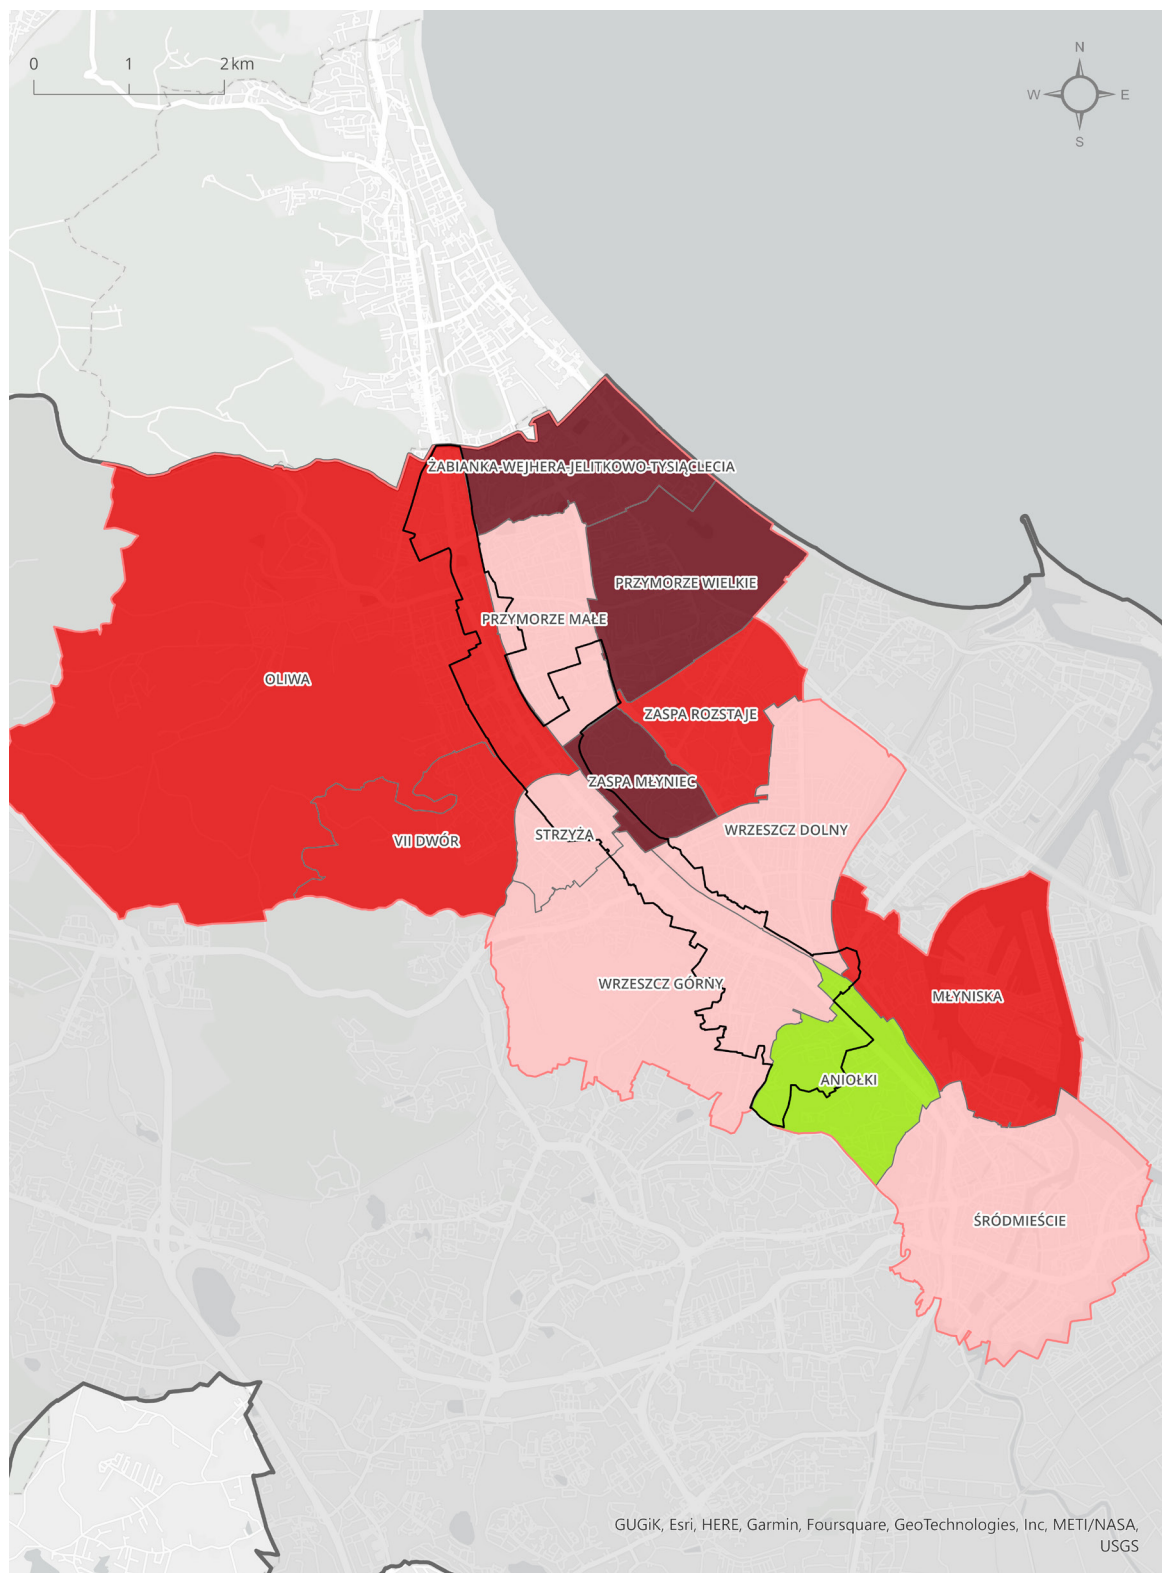 N
0 1 2 km
W E
S
ŻABIANKA-WEJHERA-JELITKOWO-TYSIĄCLECIA
PRZYMORZE WIELKIE
PRZYMORZE MAŁE
OLIWA
ZASPA ROZSTAJE
ZASPA MŁYNIEC
WRZESZCZ DOLNY
STRZYŻA
VII DWÓR
WRZESZCZ GÓRNY
MŁYNISKA
ANIOŁKI
ŚRÓDMIEŚCIE
GUGiK, Esri, HERE, Garmin, Foursquare, GeoTechnologies, Inc, METI/NASA,
USGS